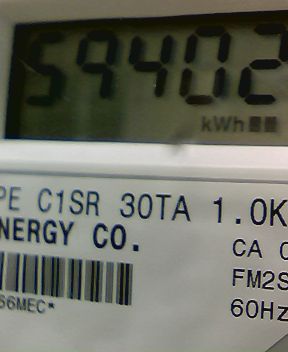 59402
kWh
PE C1SR 30TA 1.0K
NERGY CO.
CA
FM2S
66MEC*
60Hz